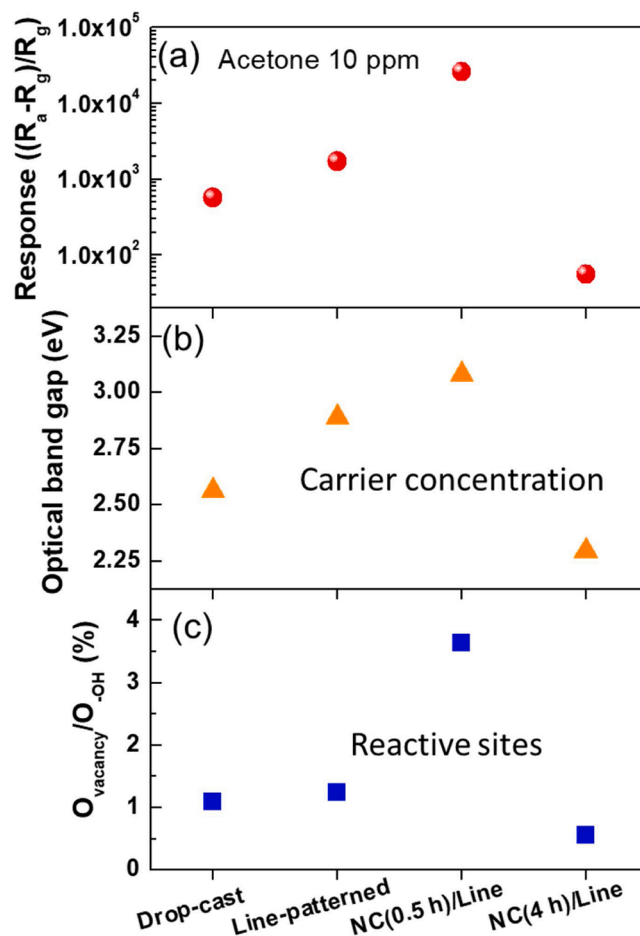 (a) Acetone 10 ppm
Response ((R_a-R_g)/R_g)
1.0x10^5
1.0x10^4
1.0x10^3
1.0x10^2
(b)
Optical band gap (eV)
3.25
3.00
2.75
2.50
2.25
Carrier concentration
(c)
O_vacancy/O_-OH (%)
4
3
2
1
0
Reactive sites
Drop-cast
Line-patterned
NC(0.5 h)/Line
NC(4 h)/Line